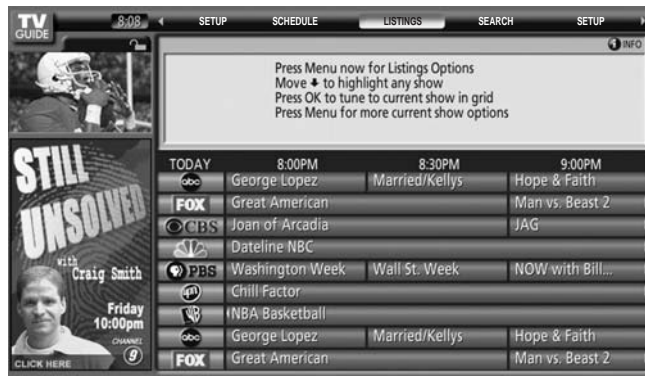 TV
GUIDE
8:08
SETUP SCHEDULE LISTINGS SEARCH SETUP
i INFO
Press Menu now for Listings Options
Move to highlight any show
Press OK to tune to current show in grid
Press Menu for more current show options
STILL
UNSOLVED
with
Craig Smith
Friday
10:00pm
CHANNEL
9
CLICK HERE
TODAY 8:00PM 8:30PM 9:00PM
abc George Lopez Married/Kellys Hope & Faith
FOX Great American Man vs. Beast 2
CBS Joan of Arcadia JAG
Dateline NBC
PBS Washington Week Wall St. Week NOW with Bill...
upn Chill Factor
WB NBA Basketball
abc George Lopez Married/Kellys Hope & Faith
FOX Great American Man vs. Beast 2